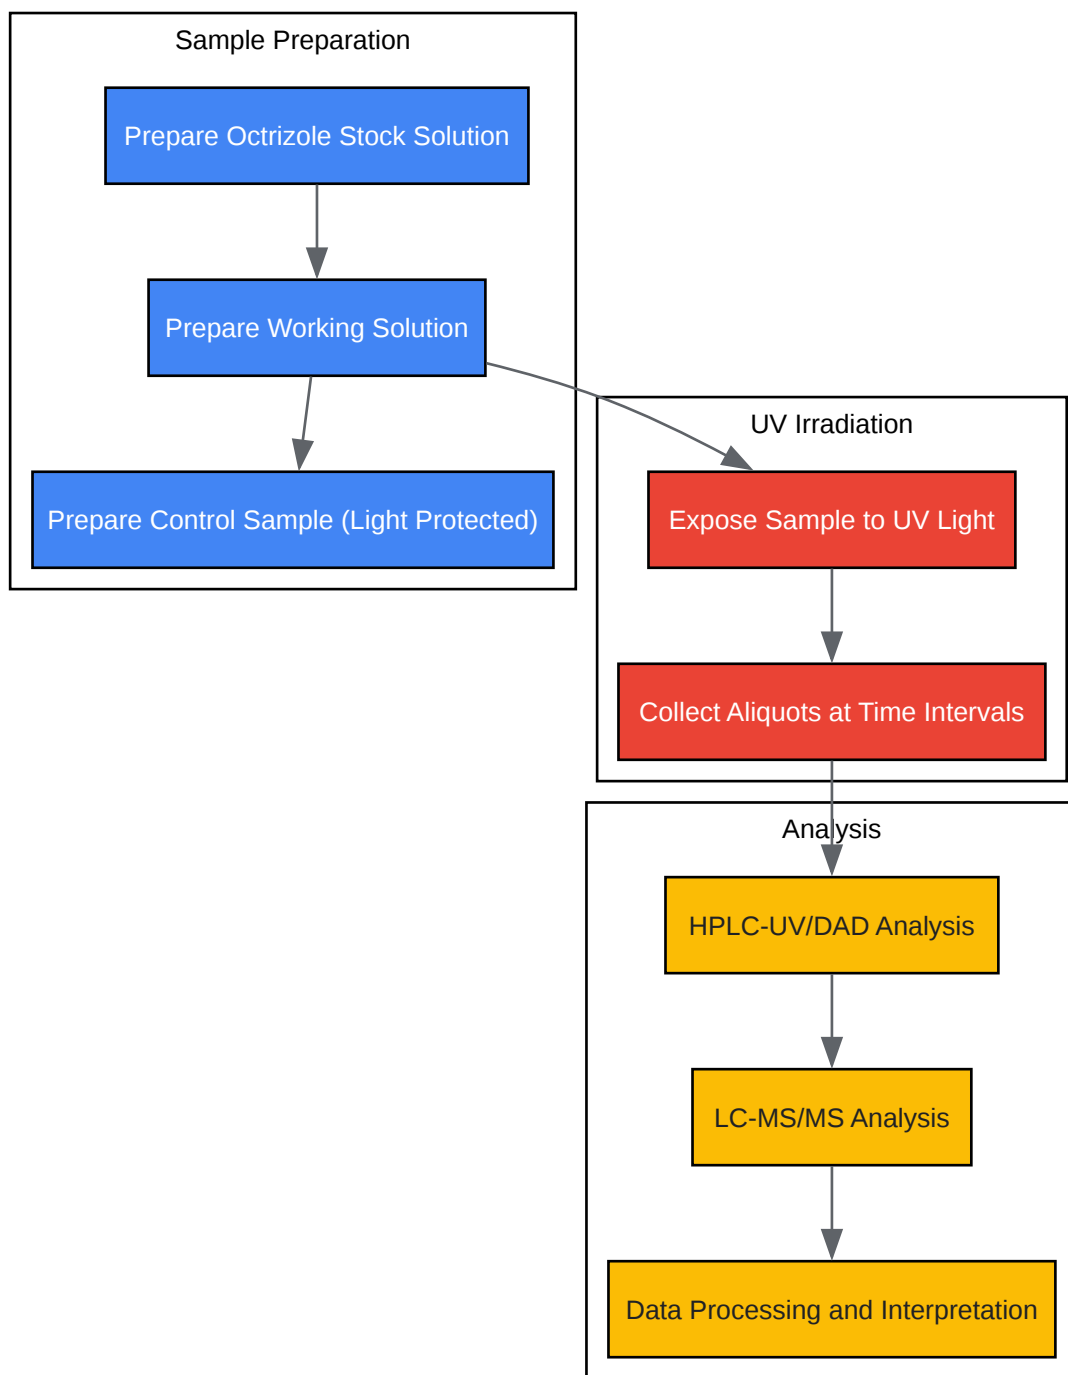 Sample Preparation
Prepare Octrizole Stock Solution
Prepare Working Solution
Prepare Control Sample (Light Protected)
UV Irradiation
Expose Sample to UV Light
Collect Aliquots at Time Intervals
Analysis
HPLC-UV/DAD Analysis
LC-MS/MS Analysis
Data Processing and Interpretation